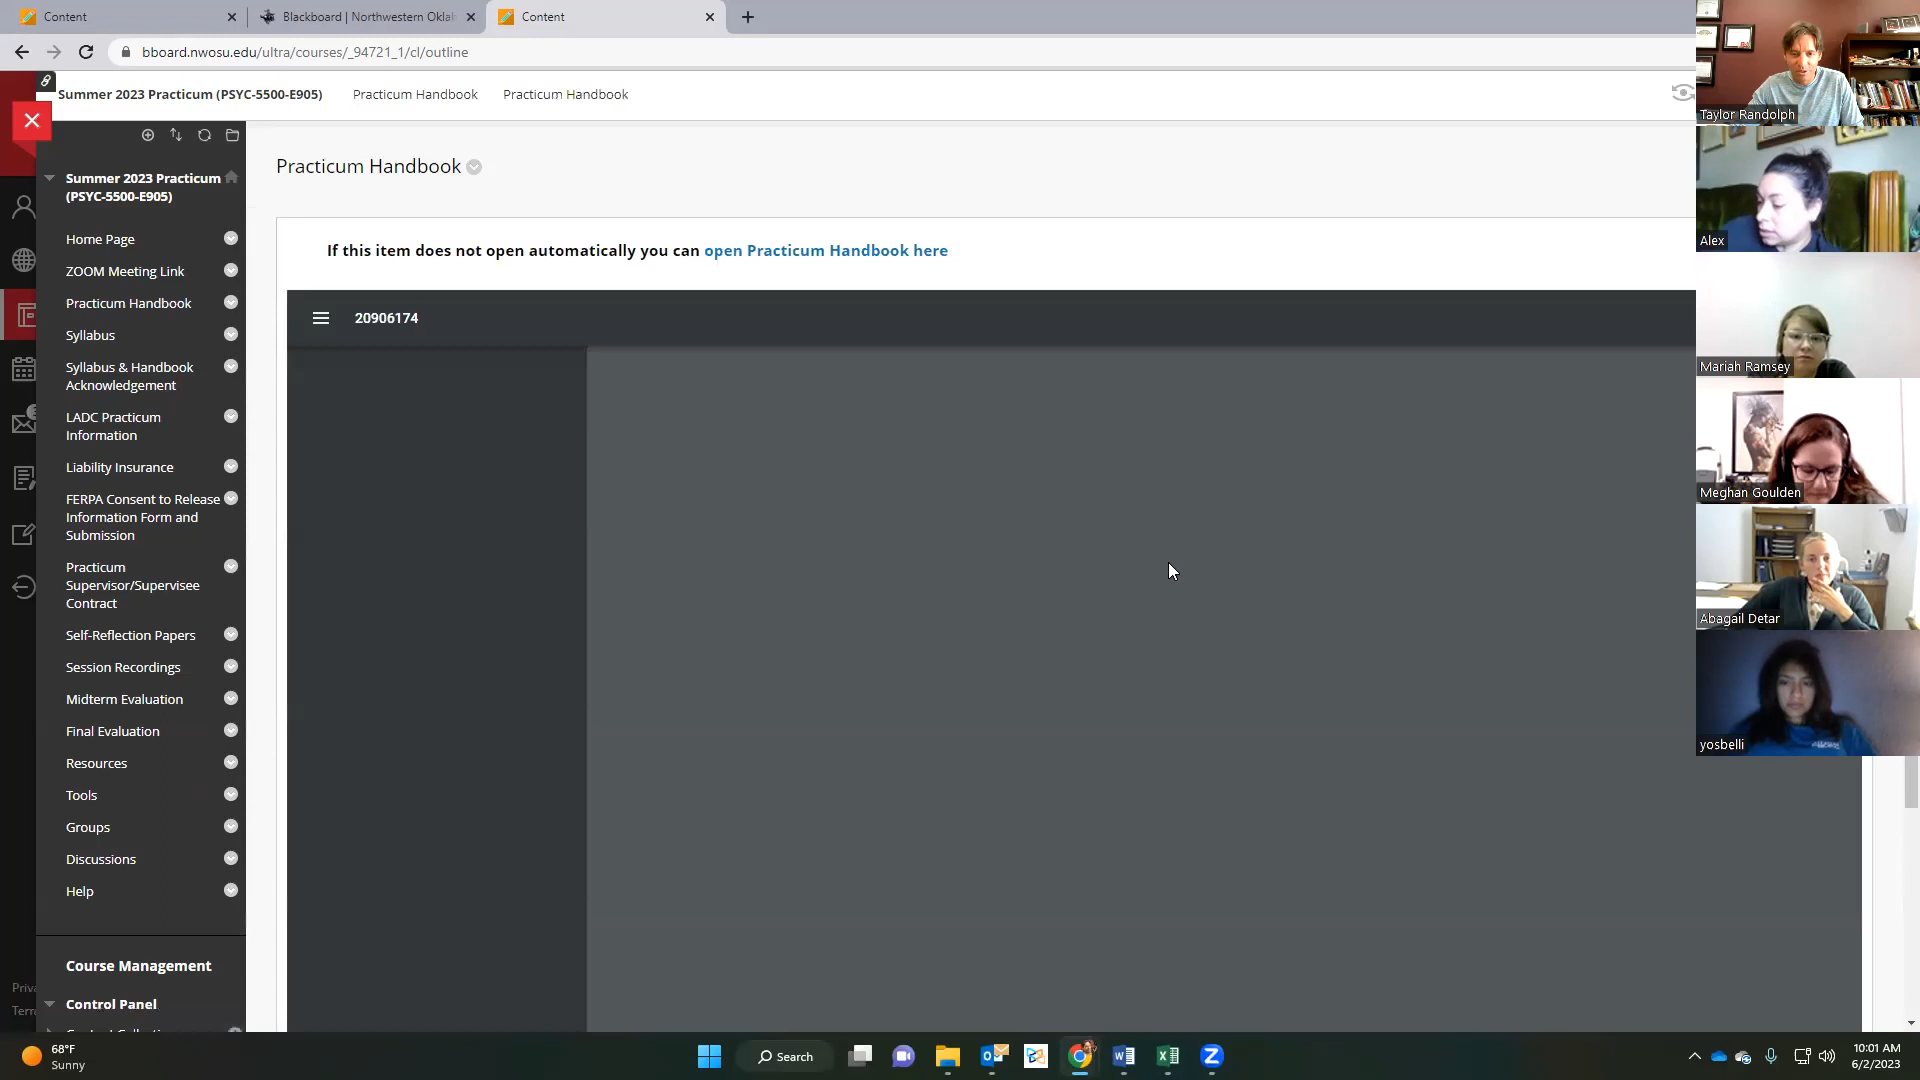 Content
Blackboard | Northwestern Okla
Content
bboard.nwosu.edu/ultra/courses/_94721_1/cl/outline
Summer 2023 Practicum (PSYC-5500-E905)
Practicum Handbook
Practicum Handbook
Summer 2023 Practicum
(PSYC-5500-E905)
Home Page
ZOOM Meeting Link
Practicum Handbook
Syllabus
Syllabus & Handbook
Acknowledgement
LADC Practicum
Information
Liability Insurance
FERPA Consent to Release
Information Form and
Submission
Practicum
Supervisor/Supervisee
Contract
Self-Reflection Papers
Session Recordings
Midterm Evaluation
Final Evaluation
Resources
Tools
Groups
Discussions
Help
Course Management
Control Panel
Priva
Term
Practicum Handbook
If this item does not open automatically you can open Practicum Handbook here
20906174
Taylor Randolph
Alex
Mariah Ramsey
Meghan Goulden
Abagail Detar
yosbelli
68°F
Sunny
Search
10:01 AM
6/2/2023